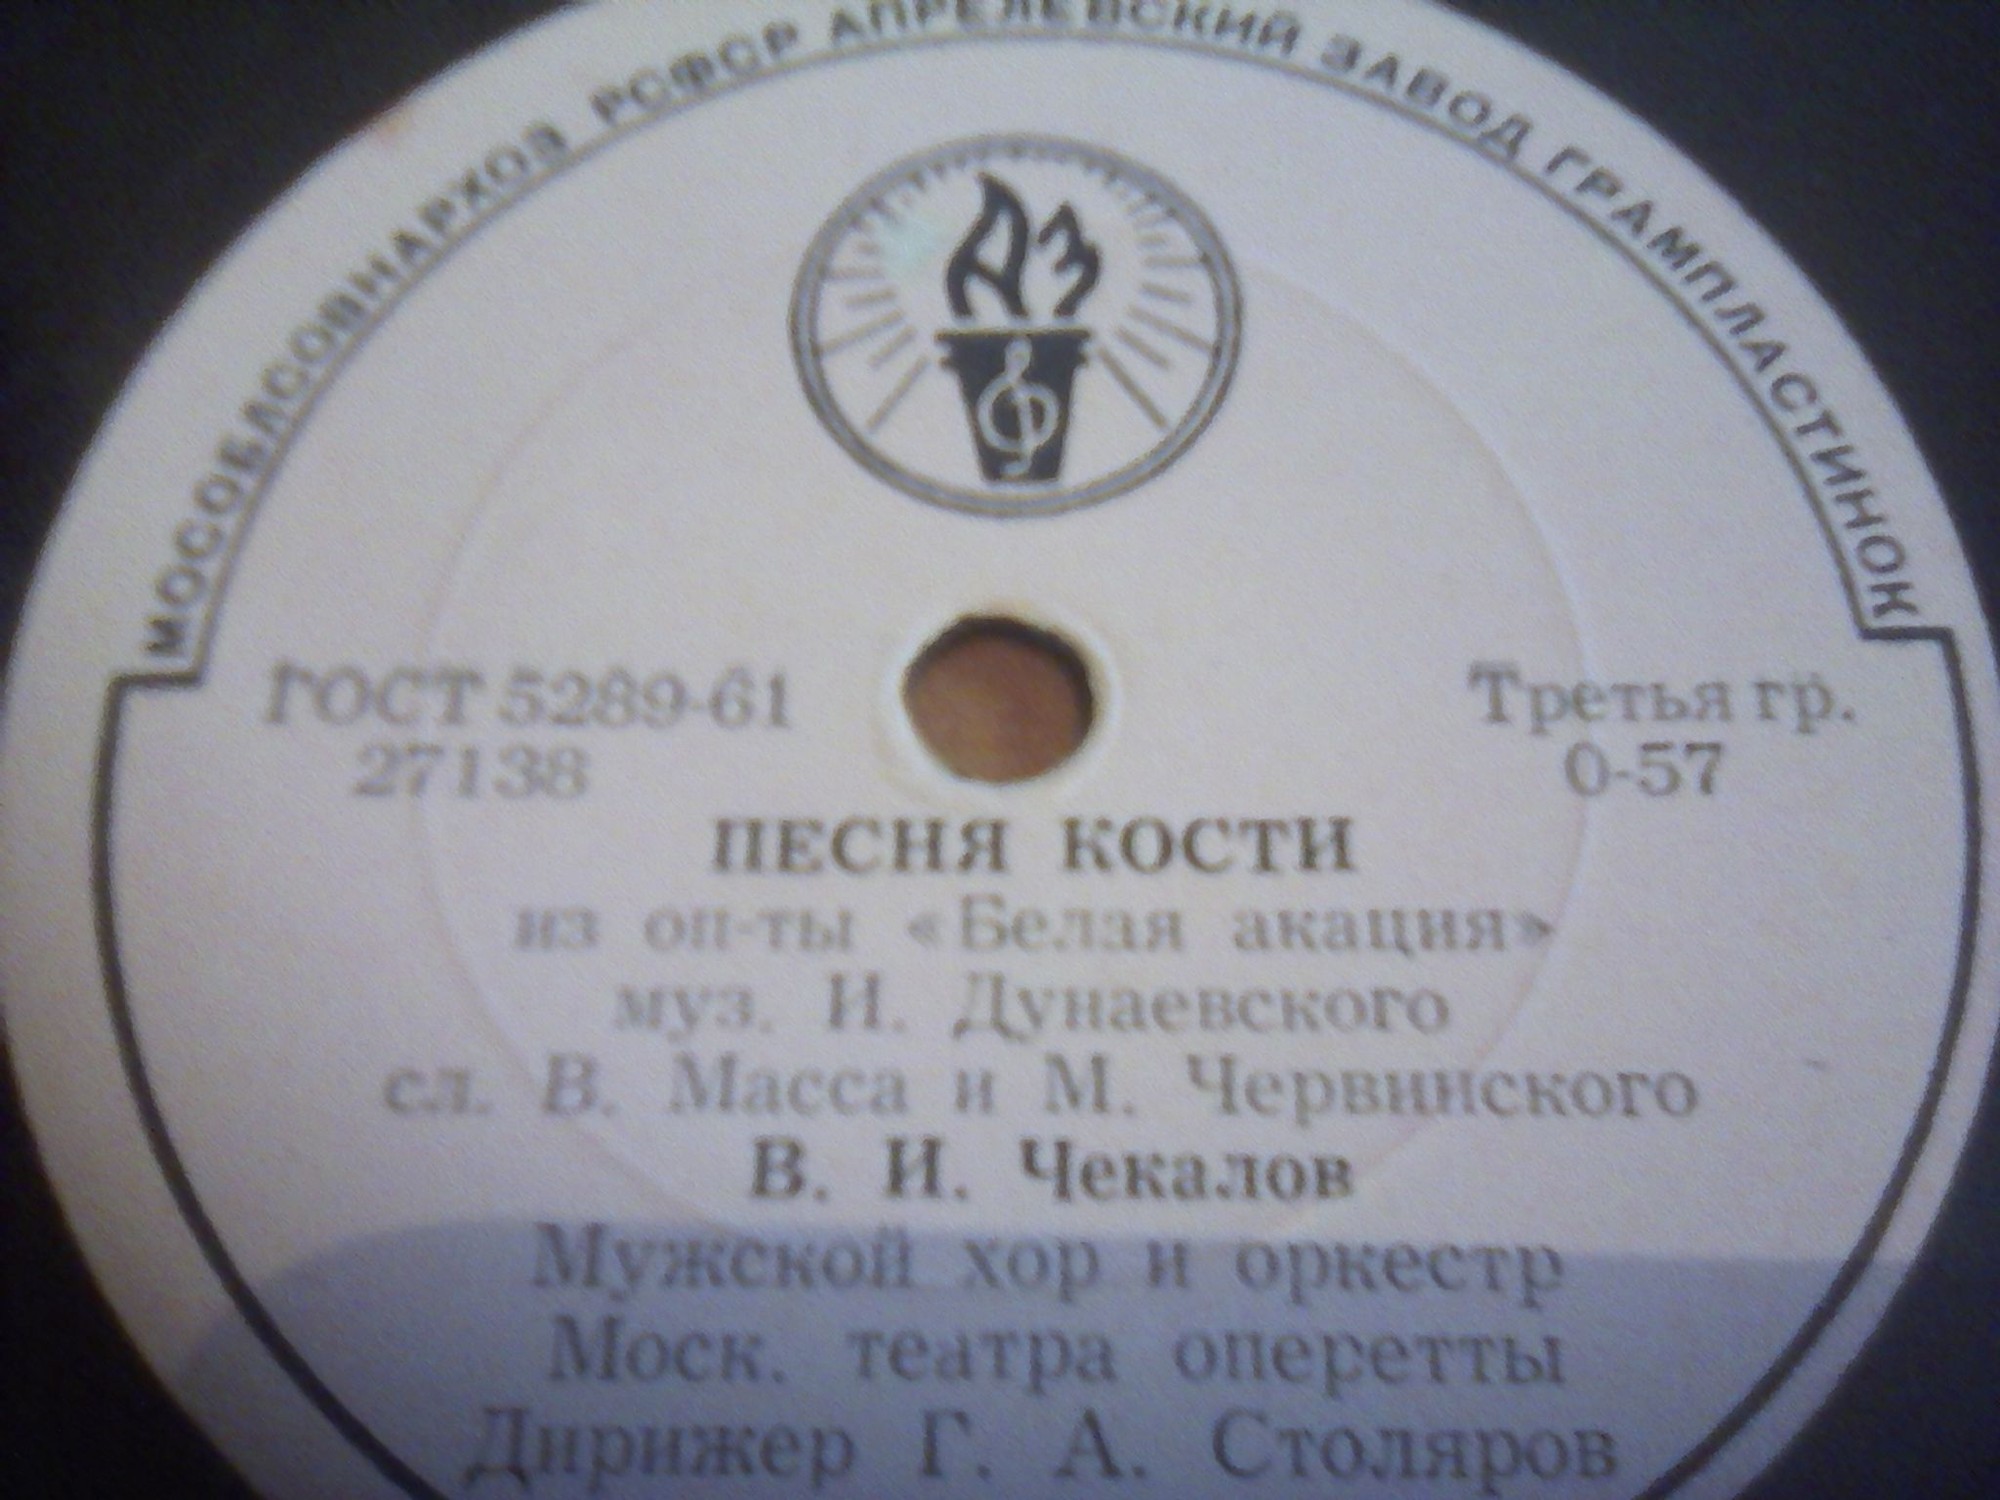 МОСОБЛСОВНАРХОЗ РСФСР АПРЕЛЕВСКИЙ ЗАВОД ГРАМПЛАСТИНОК
АЗ
ГОСТ 5289-61
27138
Третья гр.
0-57
ПЕСНЯ КОСТИ
из оп-ты «Белая акация»
муз. И. Дунаевского
сл. В. Масса и М. Червинского
В. И. Чекалов
Мужской хор и оркестр
Моск. театра оперетты
Дирижер Г. А. Столяров